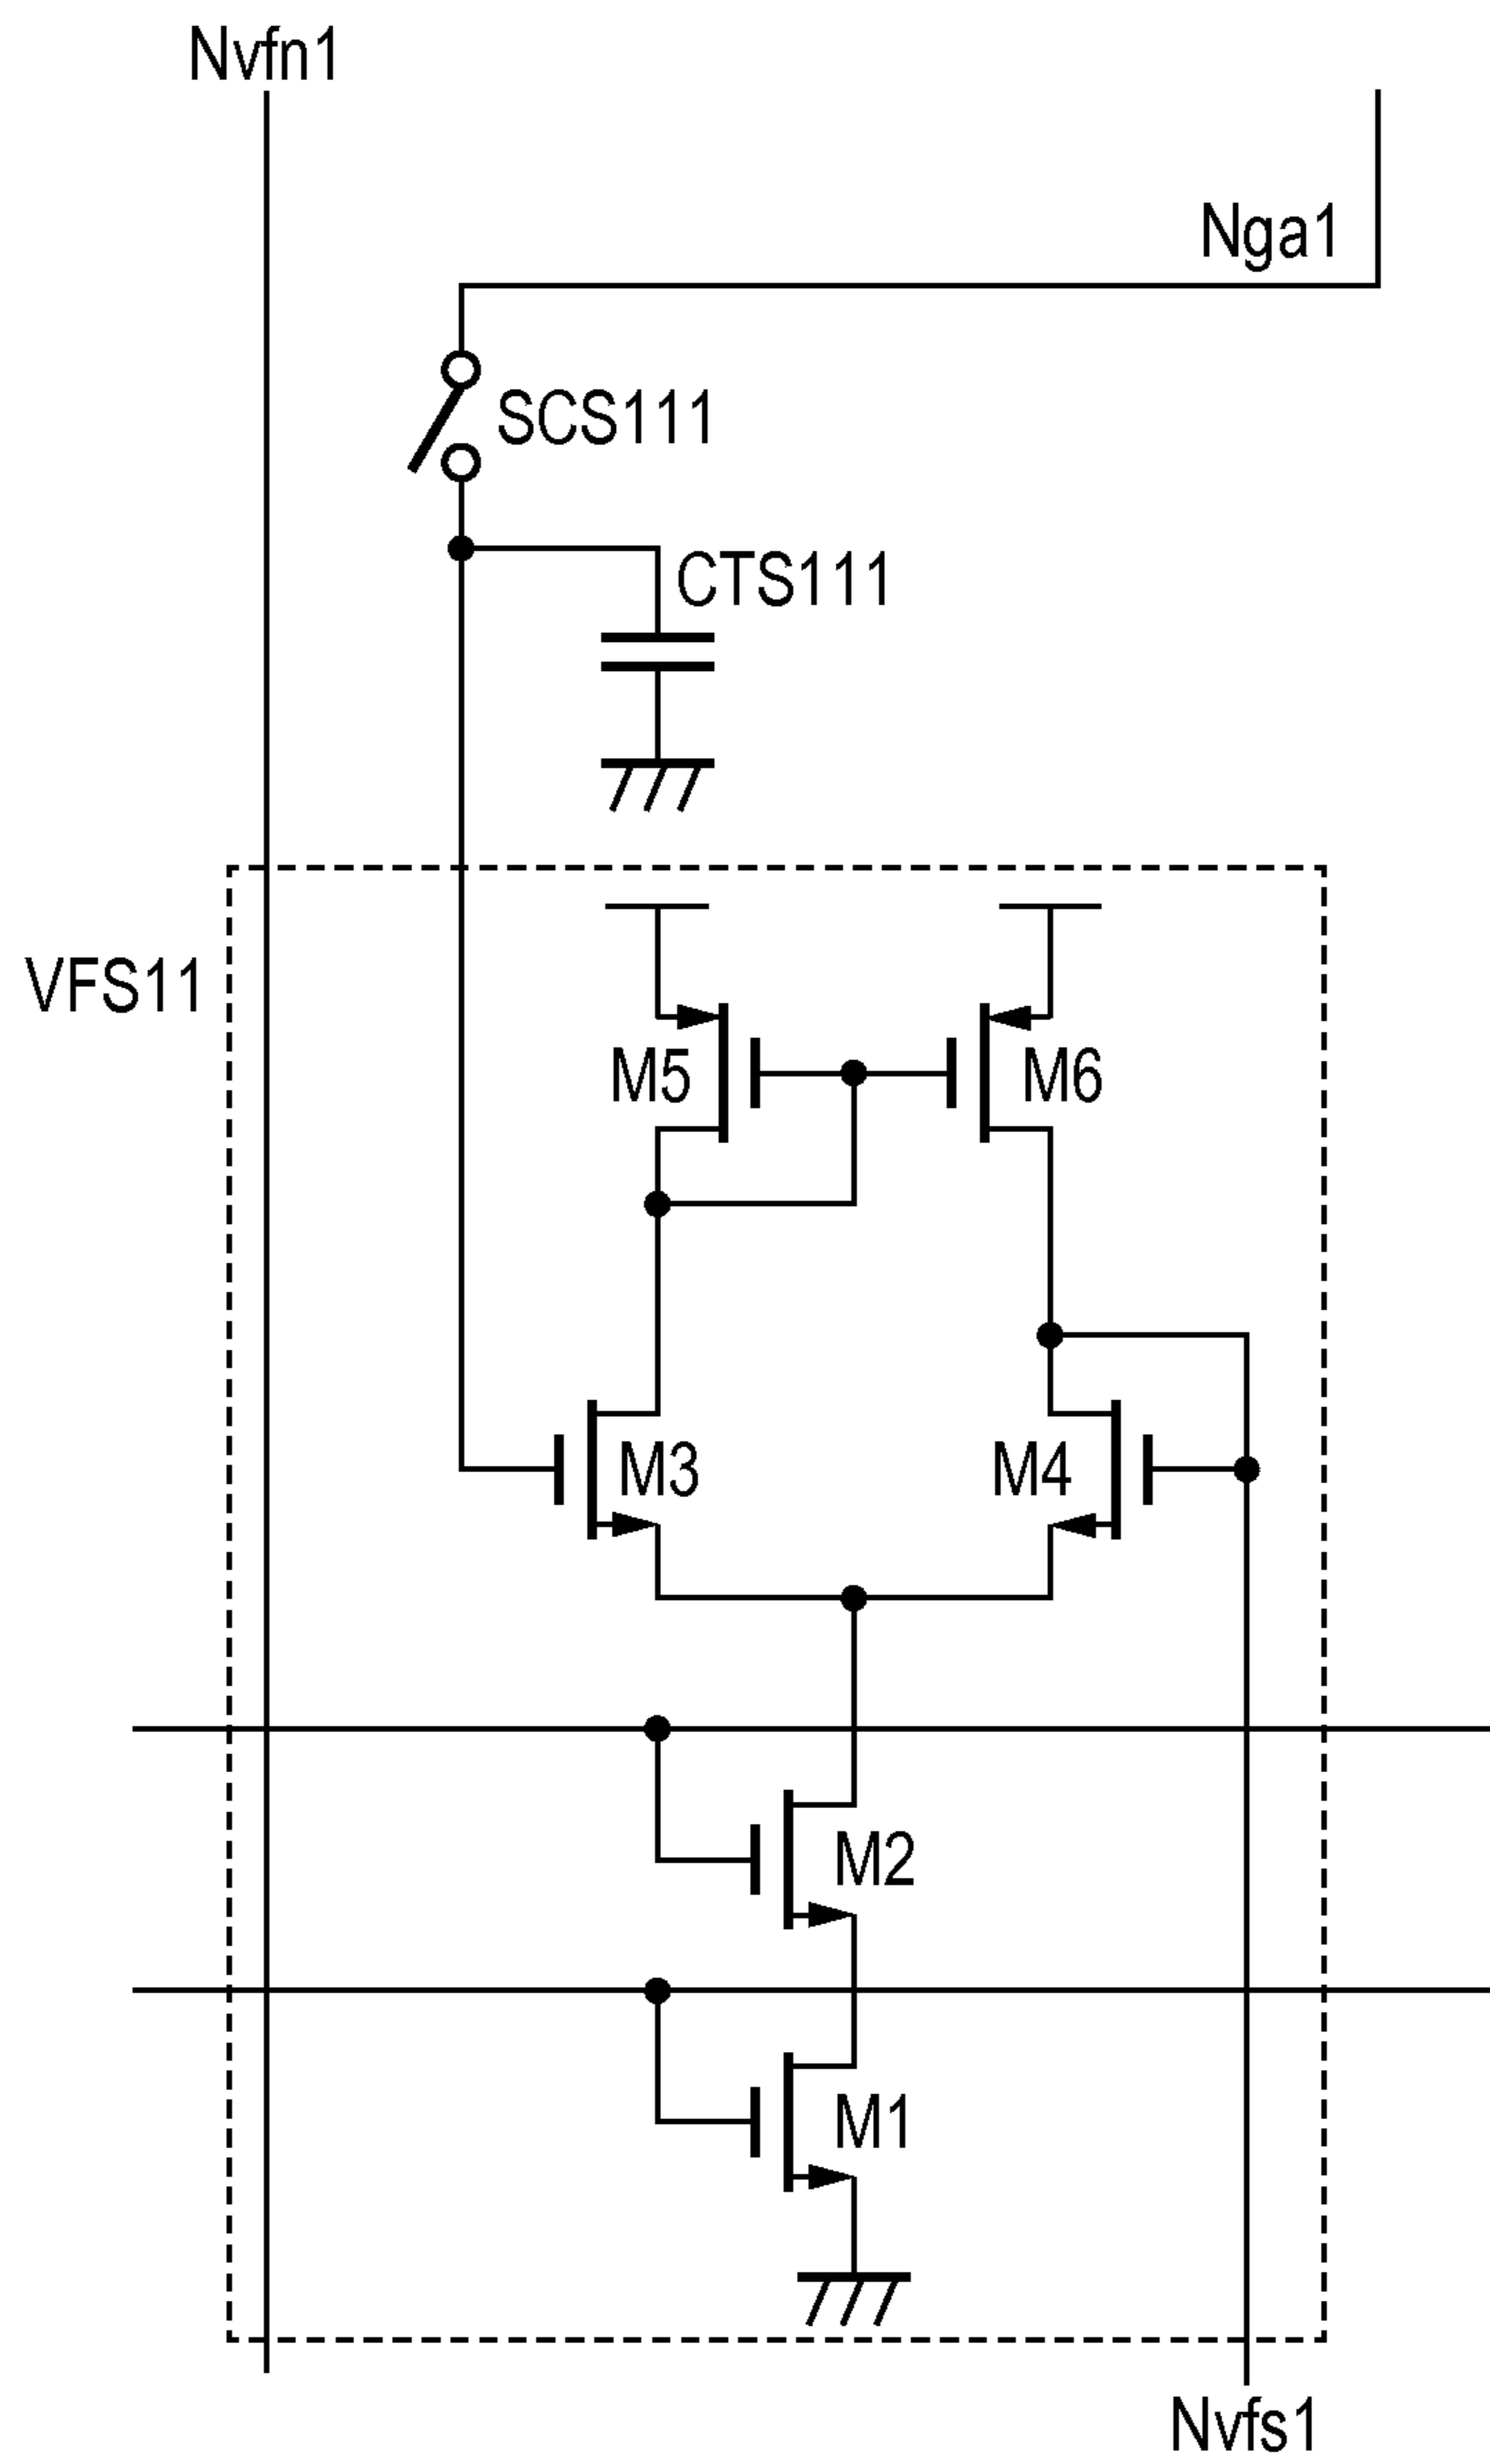 Nvfn1
Nga1
SCS111
CTS111
VFS11
M5
M6
M3
M4
M2
M1
Nvfs1